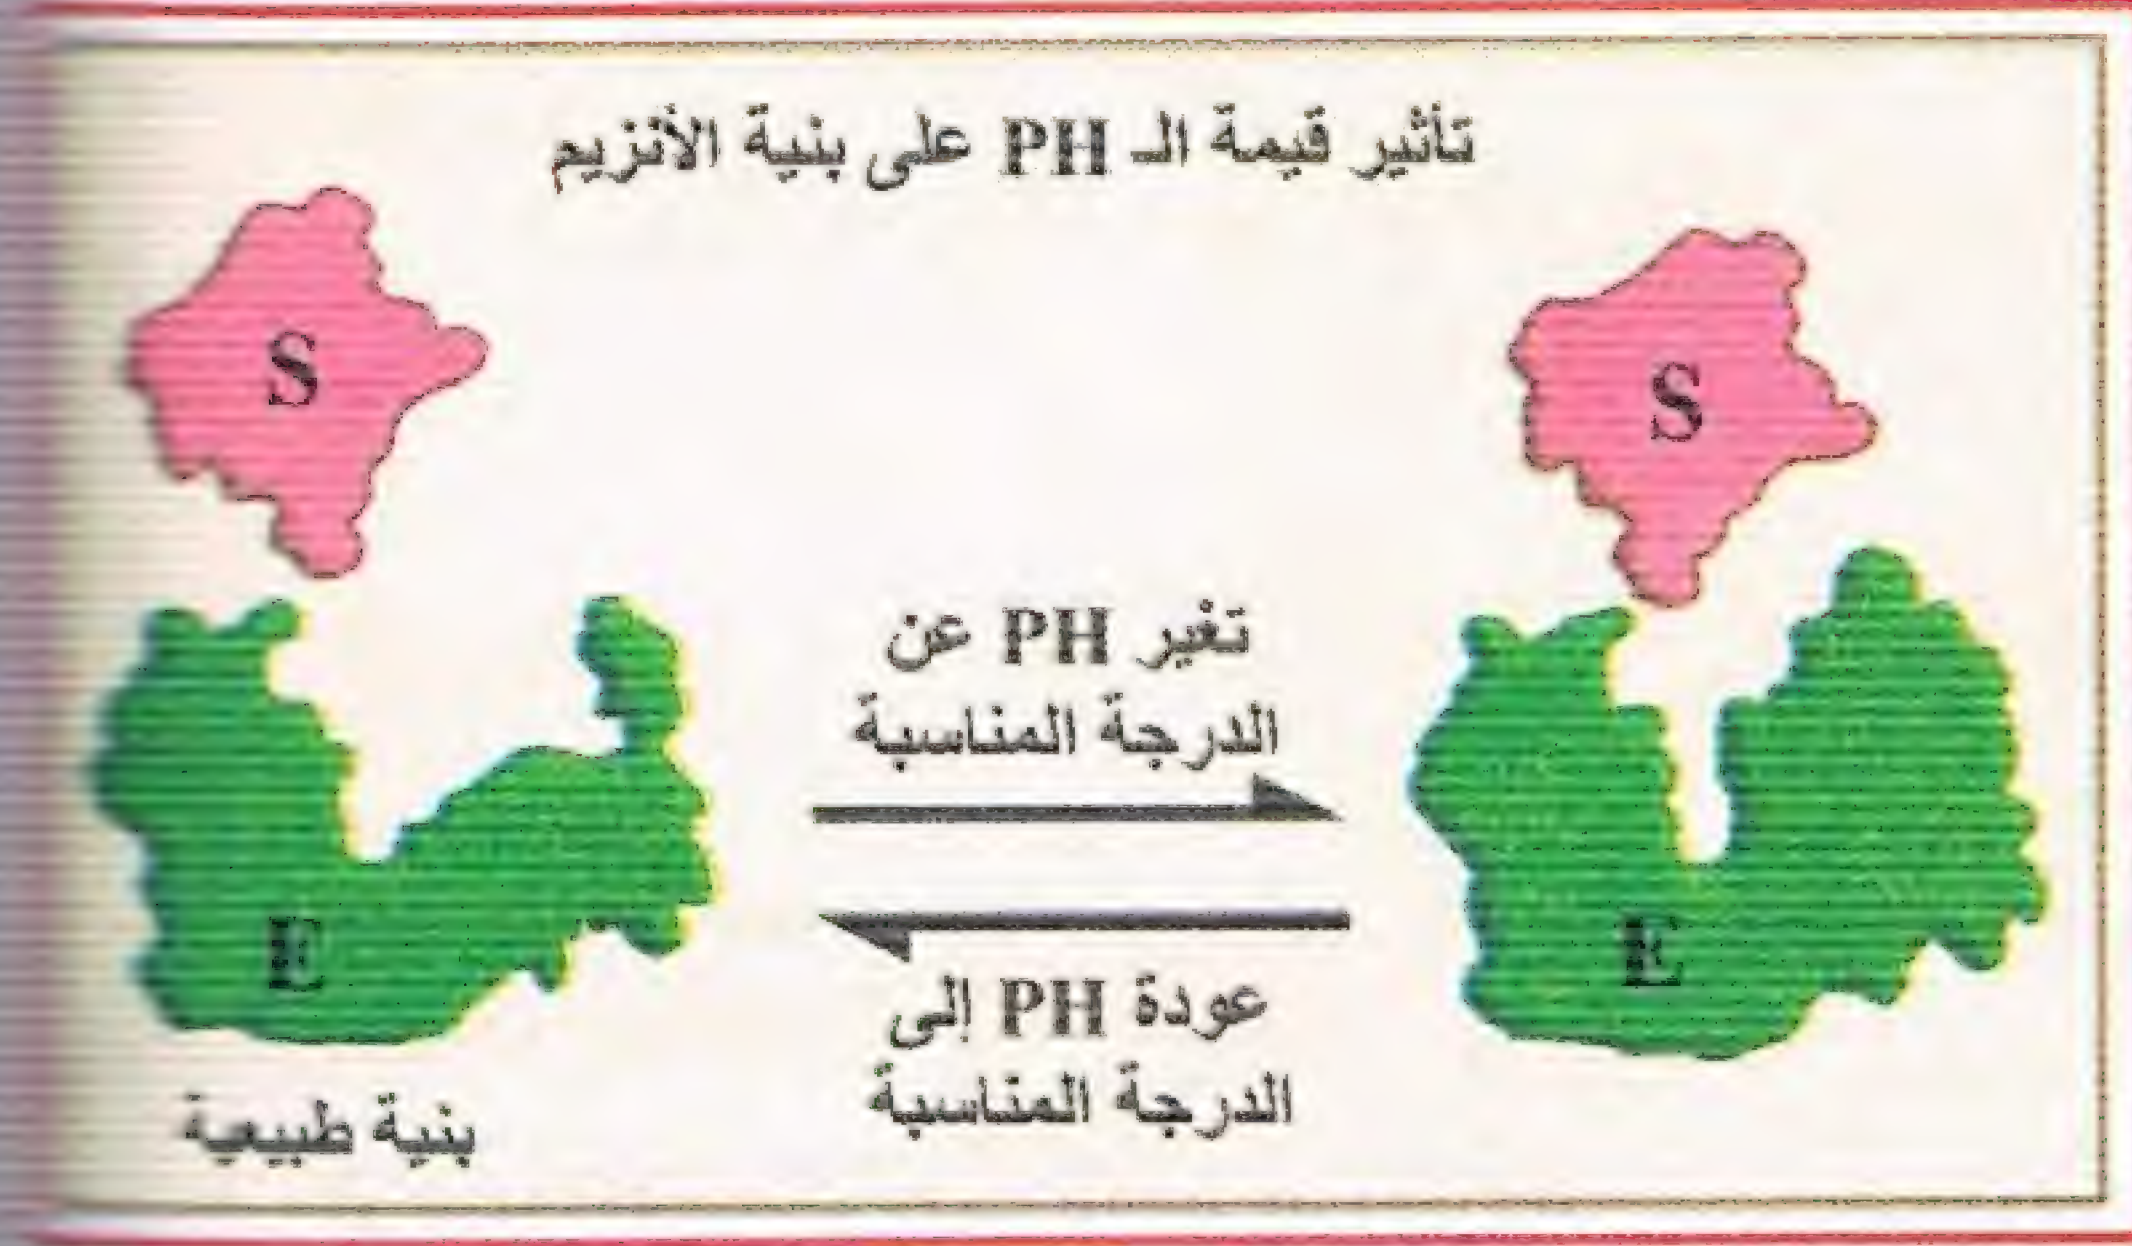 تأثير قيمة الـ PH على بنية الأنزيم
S
S
تغير PH عن
الدرجة المناسبة
E
E
عودة PH إلى
الدرجة المناسبة
بنية طبيعية